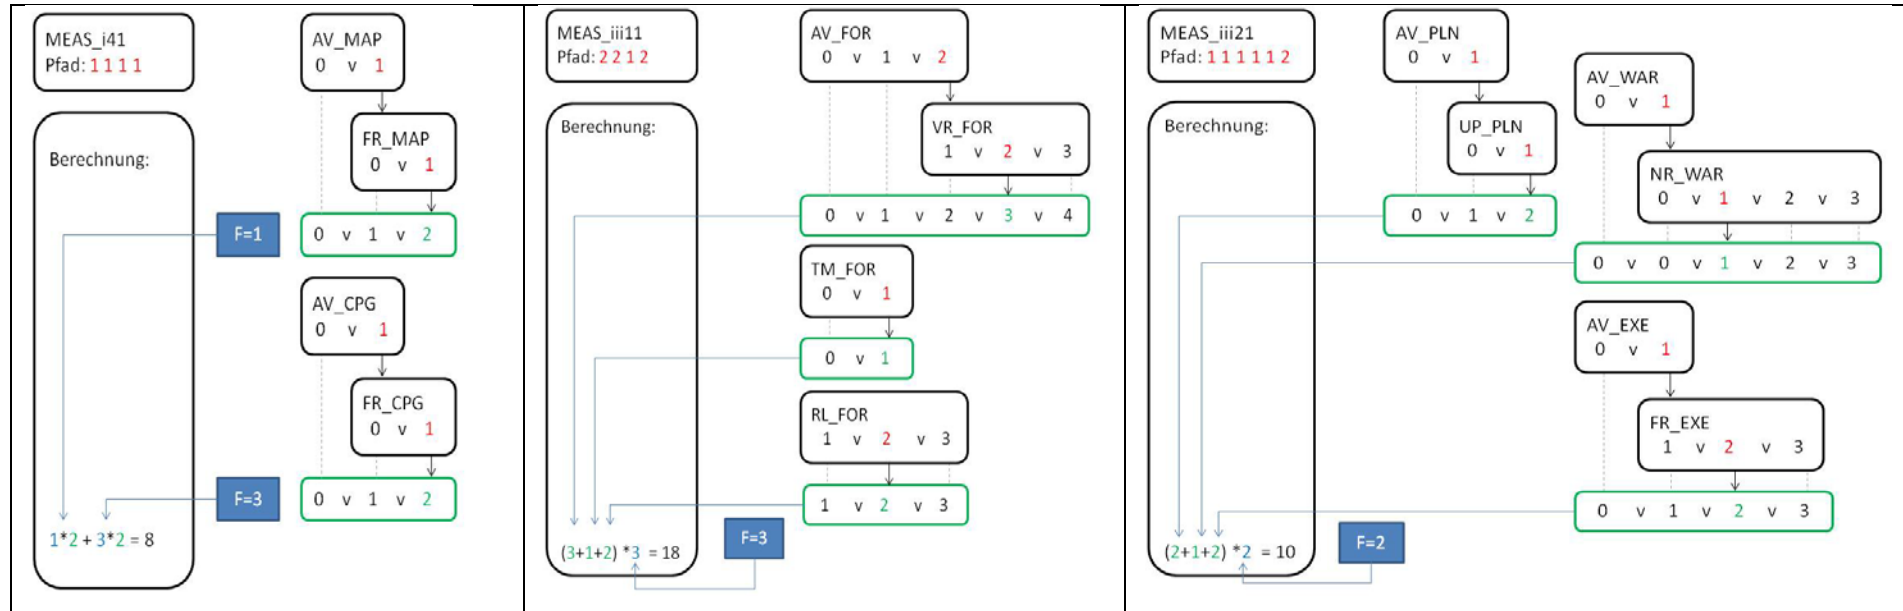 MEAS_i41
Pfad: 1 1 1 1
Berechnung:
1*2 + 3*2 = 8
AV_MAP
0 v 1
FR_MAP
0 v 1
F=1
0 v 1 v 2
AV_CPG
0 v 1
FR_CPG
0 v 1
F=3
0 v 1 v 2
MEAS_iii11
Pfad: 2 2 1 2
Berechnung:
(3+1+2) *3 = 18
AV_FOR
0 v 1 v 2
VR_FOR
1 v 2 v 3
0 v 1 v 2 v 3 v 4
TM_FOR
0 v 1
0 v 1
RL_FOR
1 v 2 v 3
1 v 2 v 3
F=3
MEAS_iii21
Pfad: 1 1 1 1 1 2
Berechnung:
(2+1+2) *2 = 10
AV_PLN
0 v 1
UP_PLN
0 v 1
0 v 1 v 2
AV_WAR
0 v 1
NR_WAR
0 v 1 v 2 v 3
0 v 0 v 1 v 2 v 3
AV_EXE
0 v 1
FR_EXE
1 v 2 v 3
0 v 1 v 2 v 3
F=2